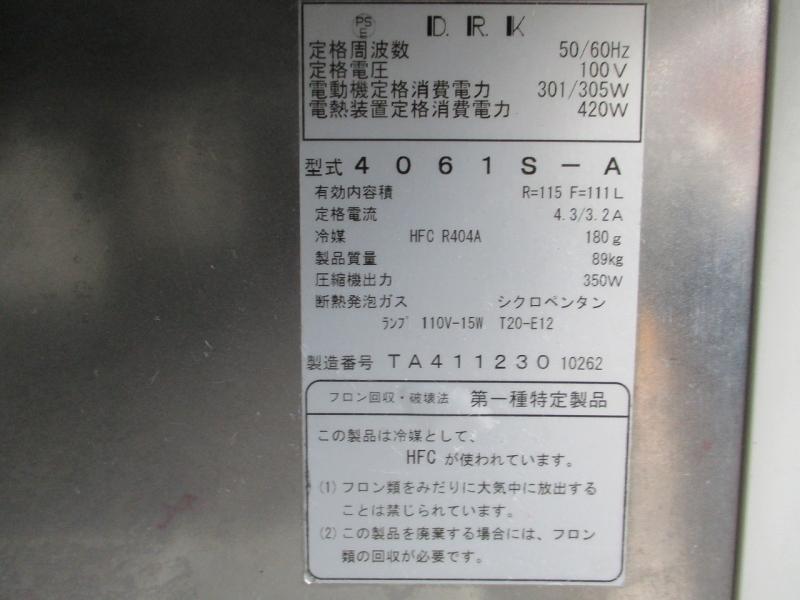 PS
E
D. R. K
定格周波数 50/60Hz
定格電圧 100V
電動機定格消費電力 301/305W
電熱装置定格消費電力 420W
型式 4061S-A
有効内容積 R=115 F=111L
定格電流 4.3/3.2A
冷媒 HFC R404A 180g
製品質量 89kg
圧縮機出力 350W
断熱発泡ガス シクロペンタン
ランプ 110V-15W T20-E12
製造番号 TA411230 10262
フロン回収・破壊法 第一種特定製品
この製品は冷媒として、
HFC が使われています。
(1) フロン類をみだりに大気中に放出する
ことは禁じられています。
(2) この製品を廃棄する場合には、フロン
類の回収が必要です。